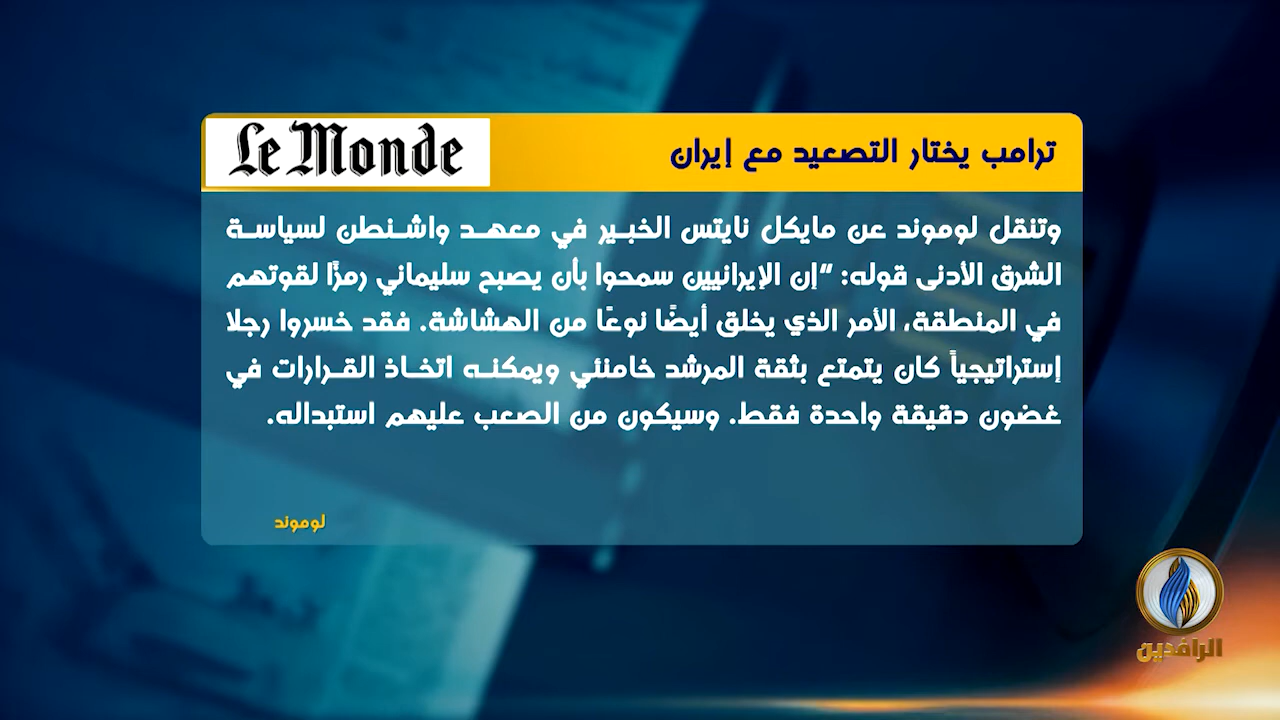 Le Monde
ترامب يختار التصعيد مع إيران
وتنقل لوموند عن مايكل نايتس الخبير في معهد واشنطن لسياسة
الشرق الأدنى قوله: “إن الإيرانيين سمحوا بأن يصبح سليماني رمزًا لقوتهم
في المنطقة، الأمر الذي يخلق أيضًا نوعًا من الهشاشة. فقد خسروا رجلا
إستراتيجياً كان يتمتع بثقة المرشد خامنئي ويمكنه اتخاذ القرارات في
غضون دقيقة واحدة فقط. وسيكون من الصعب عليهم استبداله.
لوموند
الرافدين